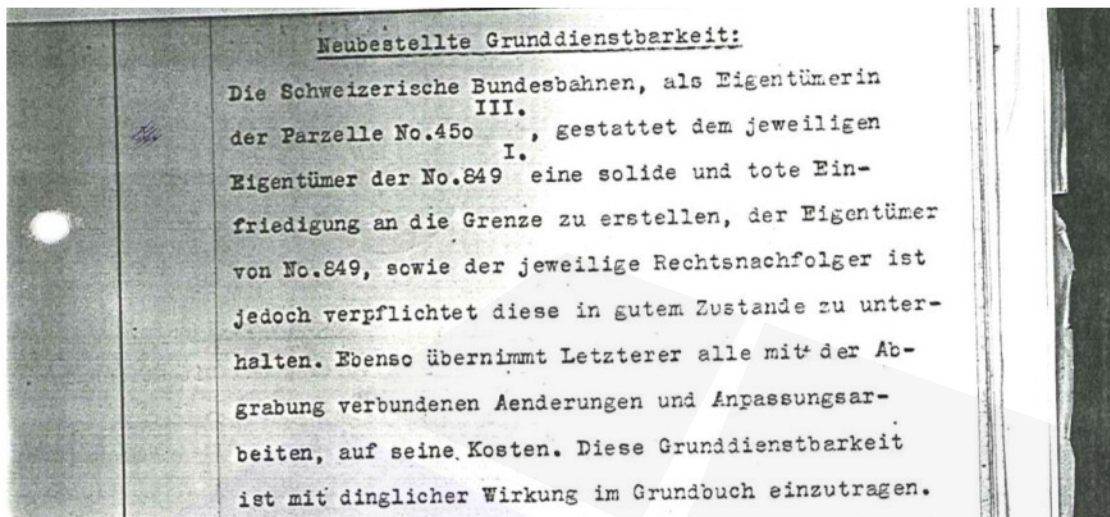 Neubestellte Grunddienstbarkeit:
Die Schweizerische Bundesbahnen, als Eigentümerin
der Parzelle No.45o III., gestattet dem jeweiligen
Eigentümer der No.849 I. eine solide und tote Ein-
friedigung an die Grenze zu erstellen, der Eigentümer
von No.849, sowie der jeweilige Rechtsnachfolger ist
jedoch verpflichtet diese in gutem Zustande zu unter-
halten. Ebenso übernimmt Letzterer alle mit der Ab-
grabung verbundenen Aenderungen und Anpassungsar-
beiten, auf seine Kosten. Diese Grunddienstbarkeit
ist mit dinglicher Wirkung im Grundbuch einzutragen.